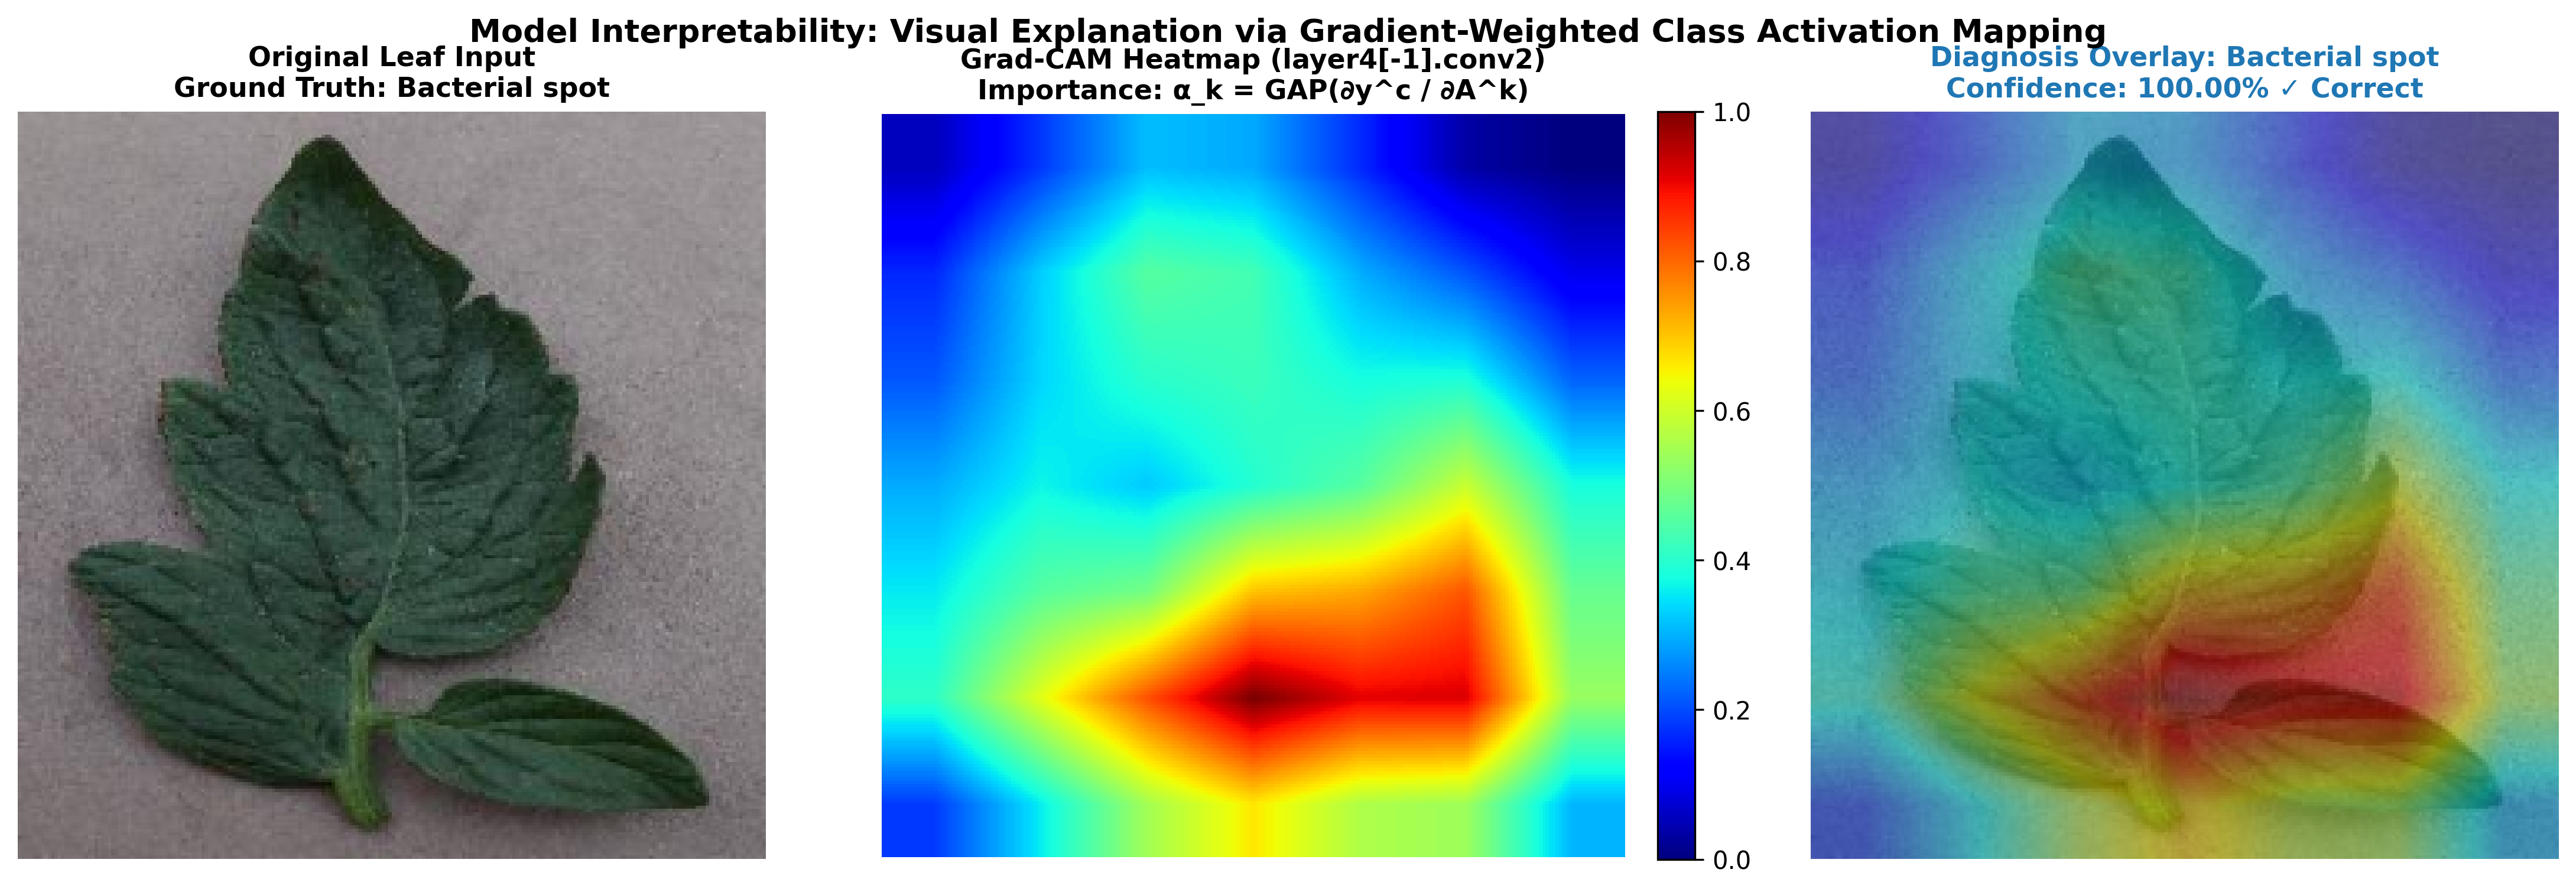 Model Interpretability: Visual Explanation via Gradient-Weighted Class Activation Mapping
Original Leaf Input
Ground Truth: Bacterial spot
Grad-CAM Heatmap (layer4[-1].conv2)
Importance: α_k = GAP(∂y^c / ∂A^k)
1.0
0.8
0.6
0.4
0.2
0.0
Diagnosis Overlay: Bacterial spot
Confidence: 100.00% ✓ Correct